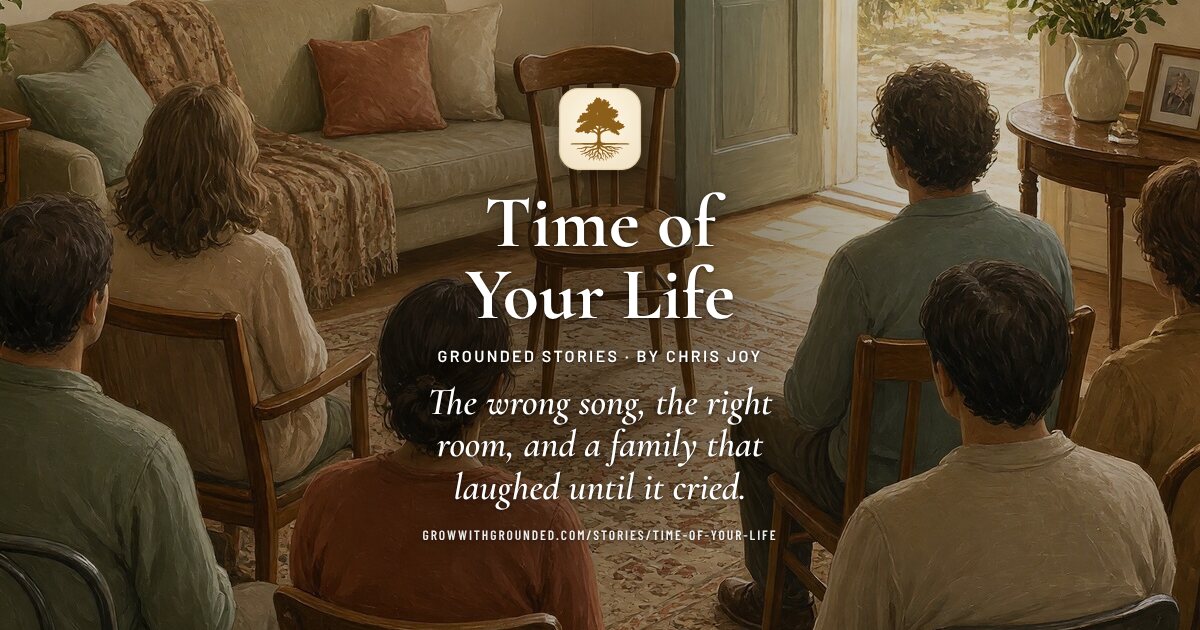 Time of
Your Life
GROUNDED STORIES · BY CHRIS JOY
The wrong song, the right
room, and a family that
laughed until it cried.
GROWWITHGROUNDED.COM/STORIES/TIME-OF-YOUR-LIFE